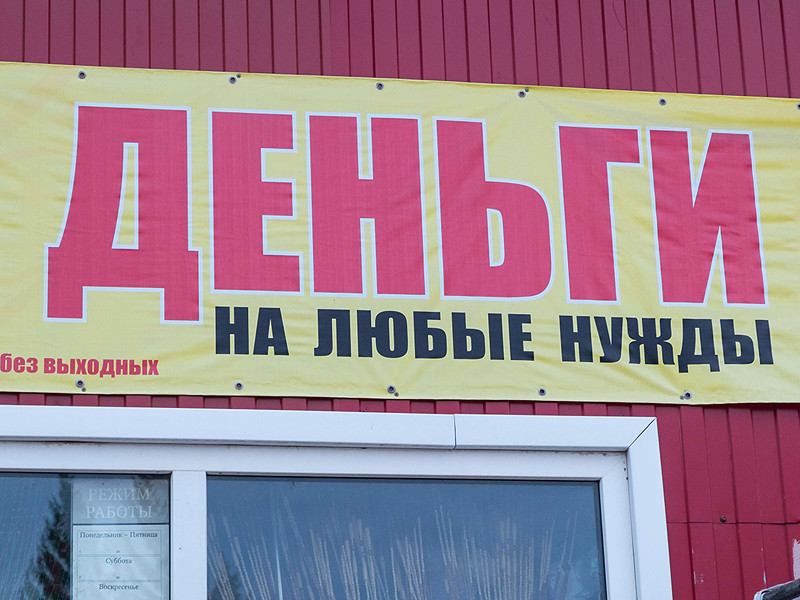 ДЕНЬГИ
НА ЛЮБЫЕ НУЖДЫ
без выходных
РЕЖИМ
РАБОТЫ
Понедельник – Пятница
Суббота
Воскресенье